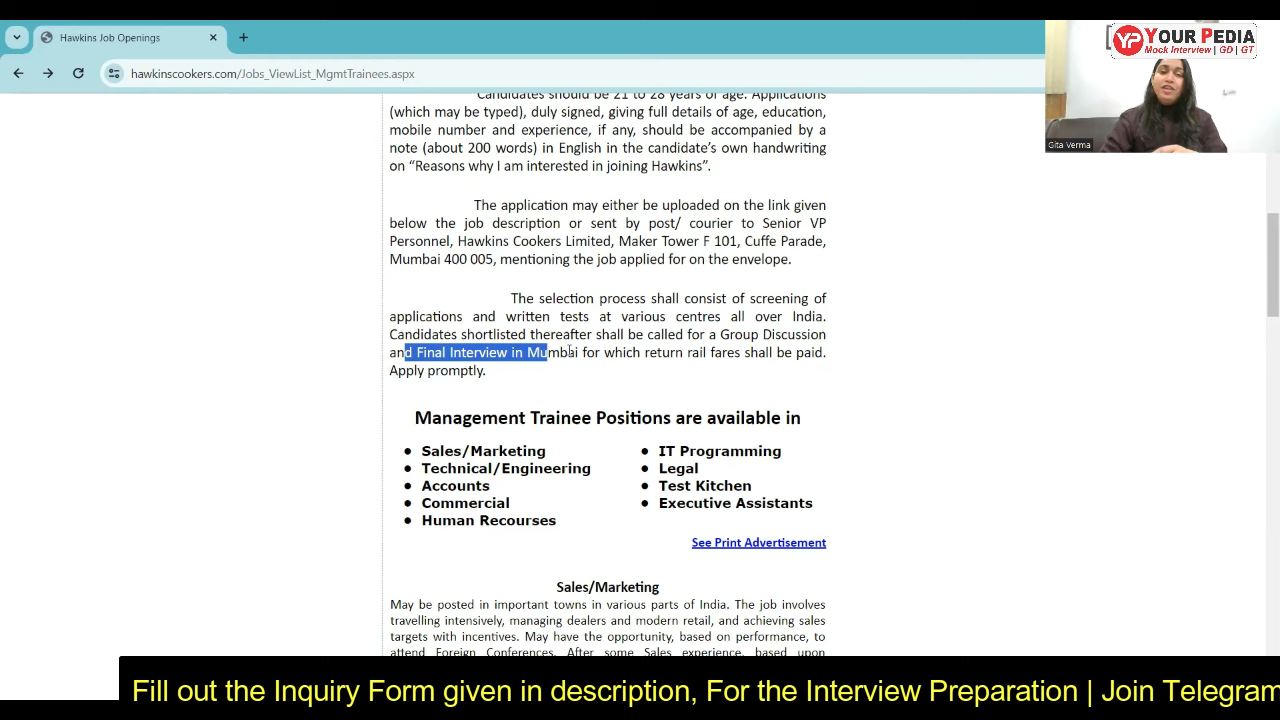 Hawkins Job Openings
hawkinscookers.com/Jobs_ViewList_MgmtTrainees.aspx
YP YOUR PEDIA
Mock Interview | GD | GT
Gita Verma
Candidates should be 21 to 28 years of age. Applications
(which may be typed), duly signed, giving full details of age, education,
mobile number and experience, if any, should be accompanied by a
note (about 200 words) in English in the candidate's own handwriting
on “Reasons why I am interested in joining Hawkins”.
The application may either be uploaded on the link given
below the job description or sent by post/ courier to Senior VP
Personnel, Hawkins Cookers Limited, Maker Tower F 101, Cuffe Parade,
Mumbai 400 005, mentioning the job applied for on the envelope.
The selection process shall consist of screening of
applications and written tests at various centres all over India.
Candidates shortlisted thereafter shall be called for a Group Discussion
and Final Interview in Mumbai for which return rail fares shall be paid.
Apply promptly.
Management Trainee Positions are available in
• Sales/Marketing
• Technical/Engineering
• Accounts
• Commercial
• Human Recourses
• IT Programming
• Legal
• Test Kitchen
• Executive Assistants
See Print Advertisement
Sales/Marketing
May be posted in important towns in various parts of India. The job involves
travelling intensively, managing dealers and modern retail, and achieving sales
targets with incentives. May have the opportunity, based on performance, to
attend Foreign Conferences. After some Sales experience, based upon
Fill out the Inquiry Form given in description, For the Interview Preparation | Join Telegram